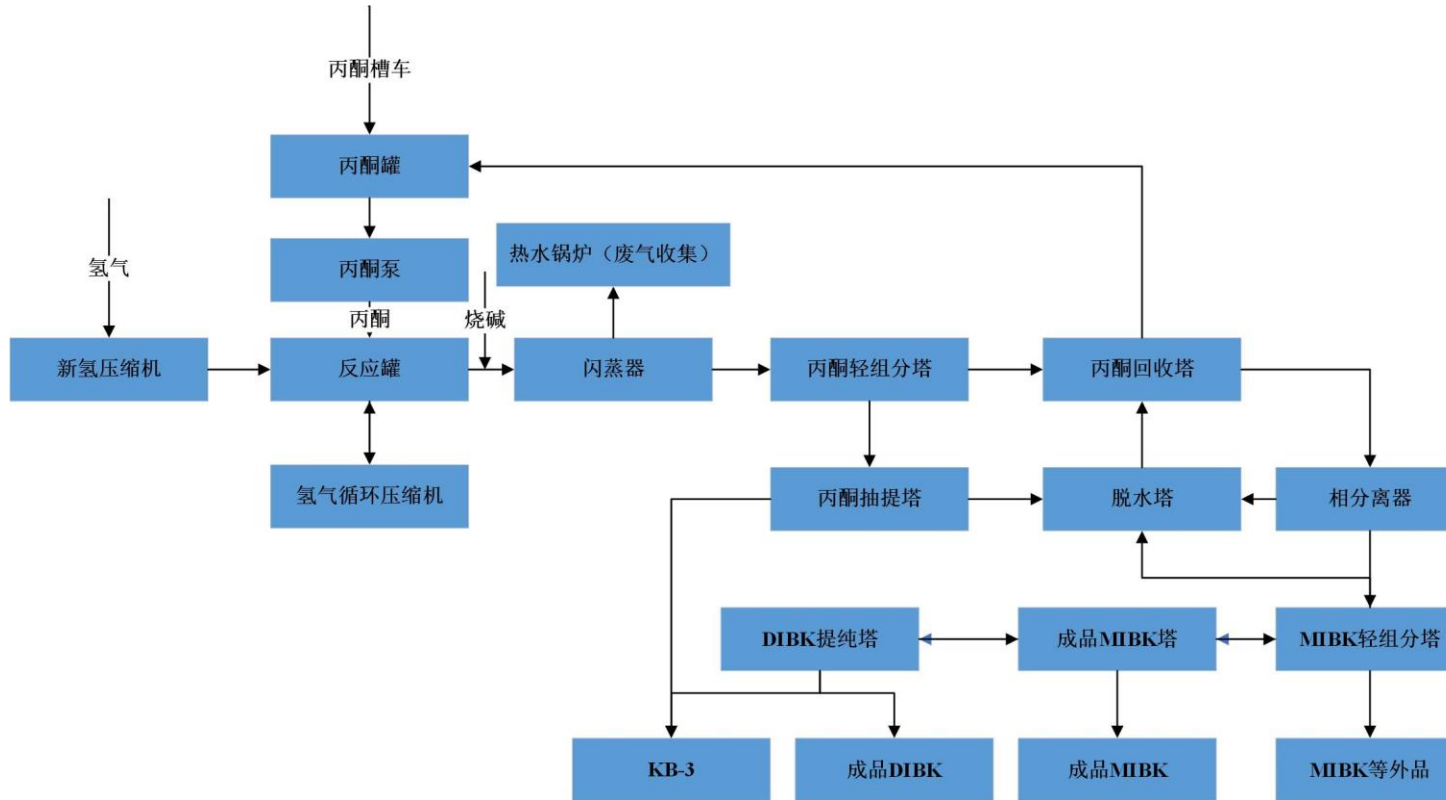 丙酮槽车
丙酮罐
氢气
丙酮泵
热水锅炉（废气收集）
丙酮
烧碱
新氢压缩机
反应罐
闪蒸器
丙酮轻组分塔
丙酮回收塔
氢气循环压缩机
丙酮抽提塔
脱水塔
相分离器
DIBK提纯塔
成品MIBK塔
MIBK轻组分塔
KB-3
成品DIBK
成品MIBK
MIBK等外品